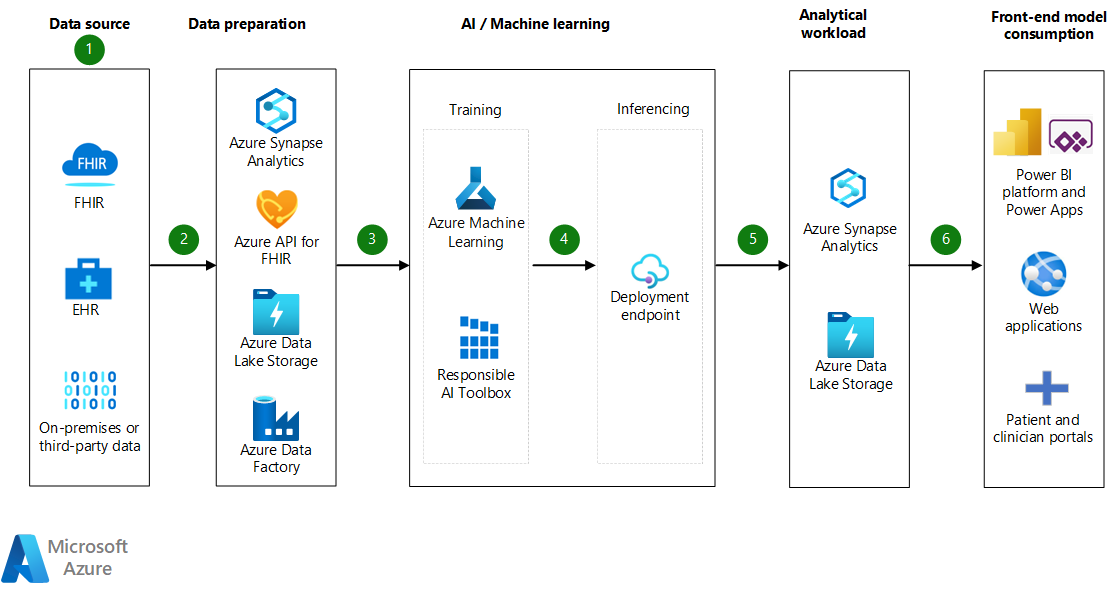 Data source
1
FHIR
FHIR
EHR
IOIOIO
OIOIOI
IOIOIO
On-premises or
third-party data
2
Data preparation
Azure Synapse
Analytics
Azure API for
FHIR
Azure Data
Lake Storage
Azure Data
Factory
3
AI / Machine learning
Training
Azure Machine
Learning
Responsible
AI Toolbox
4
Inferencing
Deployment
endpoint
5
Analytical
workload
Azure Synapse
Analytics
Azure Data
Lake Storage
6
Front-end model
consumption
Power BI
platform and
Power Apps
Web
applications
Patient and
clinician portals
Microsoft
Azure